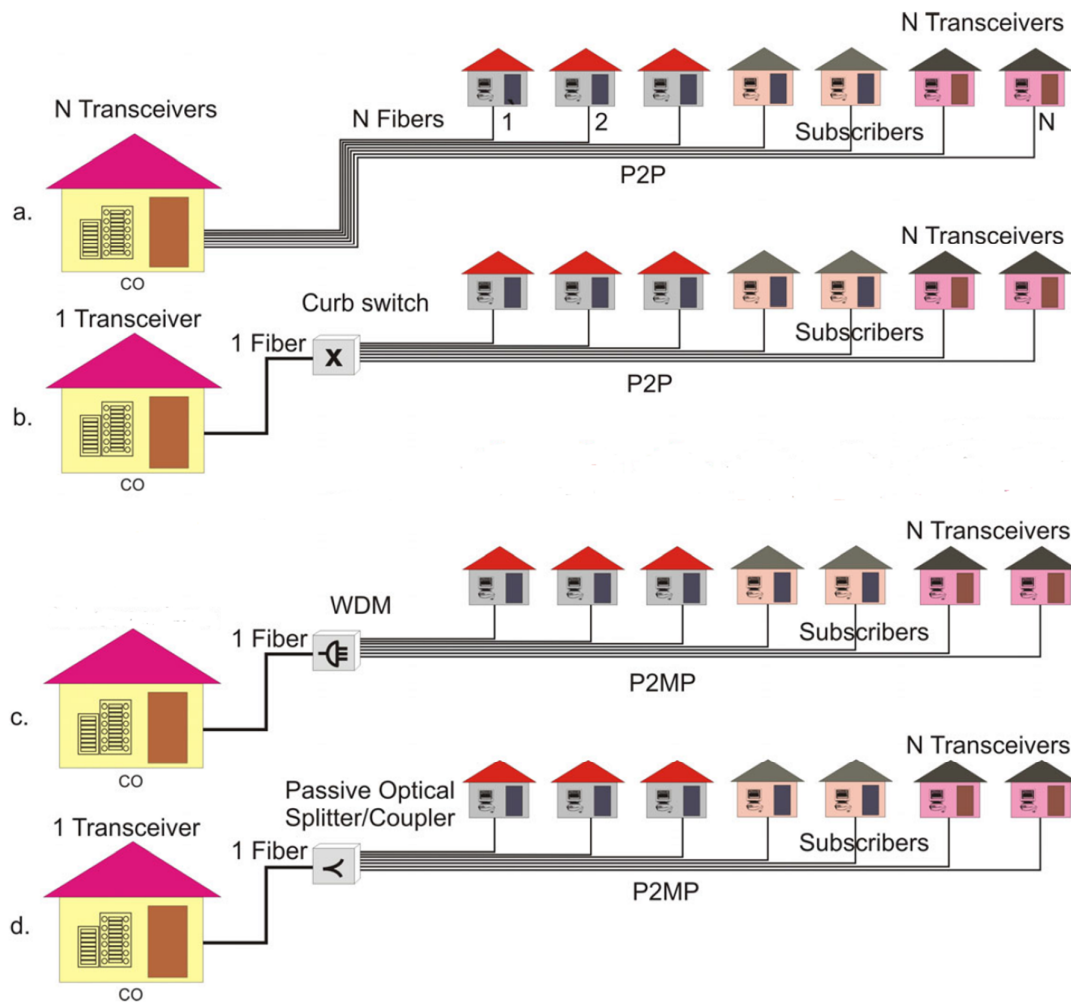 N Transceivers
N Transceivers
N Fibers
1
2
Subscribers
N
P2P
a.
CO
N Transceivers
1 Transceiver
Curb switch
1 Fiber
X
Subscribers
P2P
b.
CO
N Transceivers
WDM
1 Fiber
Subscribers
P2MP
c.
CO
N Transceivers
Passive Optical
Splitter/Coupler
1 Transceiver
1 Fiber
Subscribers
P2MP
d.
CO